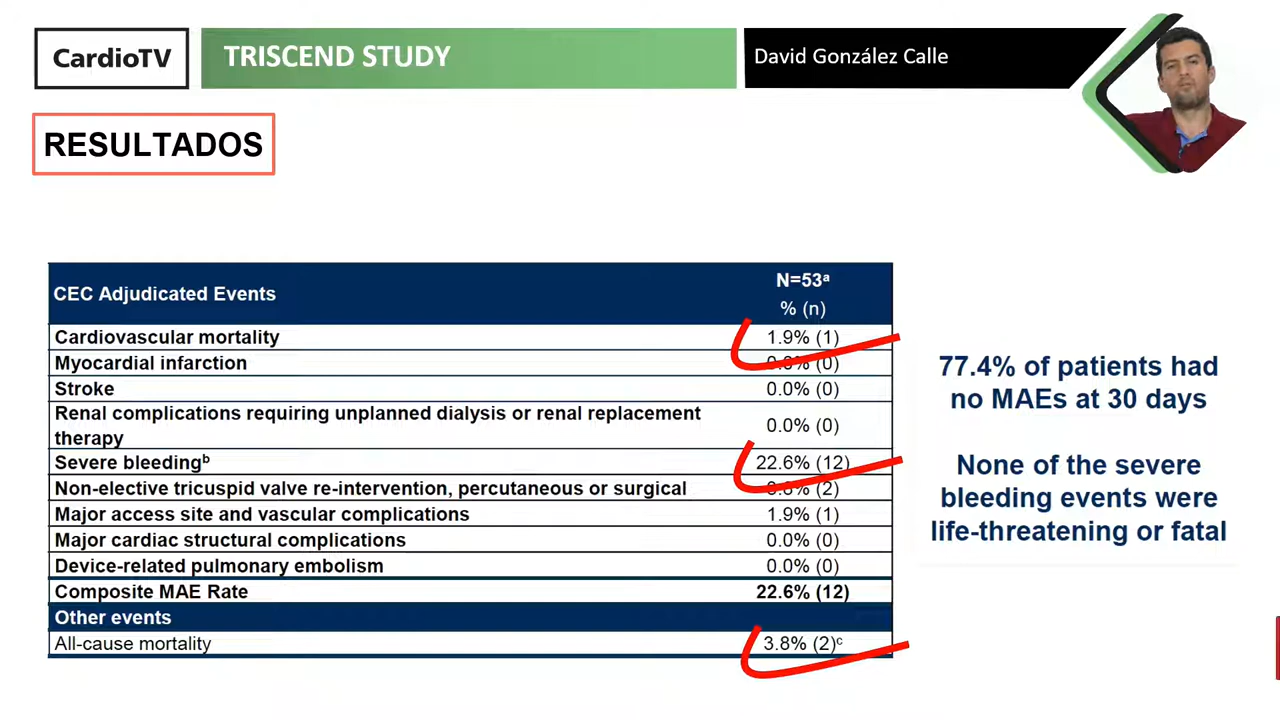 CardioTV
TRISCEND STUDY
David González Calle
RESULTADOS
CEC Adjudicated Events
N=53ª
% (n)
Cardiovascular mortality 1.9% (1)
Myocardial infarction 0.0% (0)
Stroke 0.0% (0)
Renal complications requiring unplanned dialysis or renal replacement
therapy 0.0% (0)
Severe bleedingᵇ 22.6% (12)
Non-elective tricuspid valve re-intervention, percutaneous or surgical (2)
Major access site and vascular complications 1.9% (1)
Major cardiac structural complications 0.0% (0)
Device-related pulmonary embolism 0.0% (0)
Composite MAE Rate 22.6% (12)
Other events
All-cause mortality 3.8% (2)ᶜ
77.4% of patients had
no MAEs at 30 days
None of the severe
bleeding events were
life-threatening or fatal